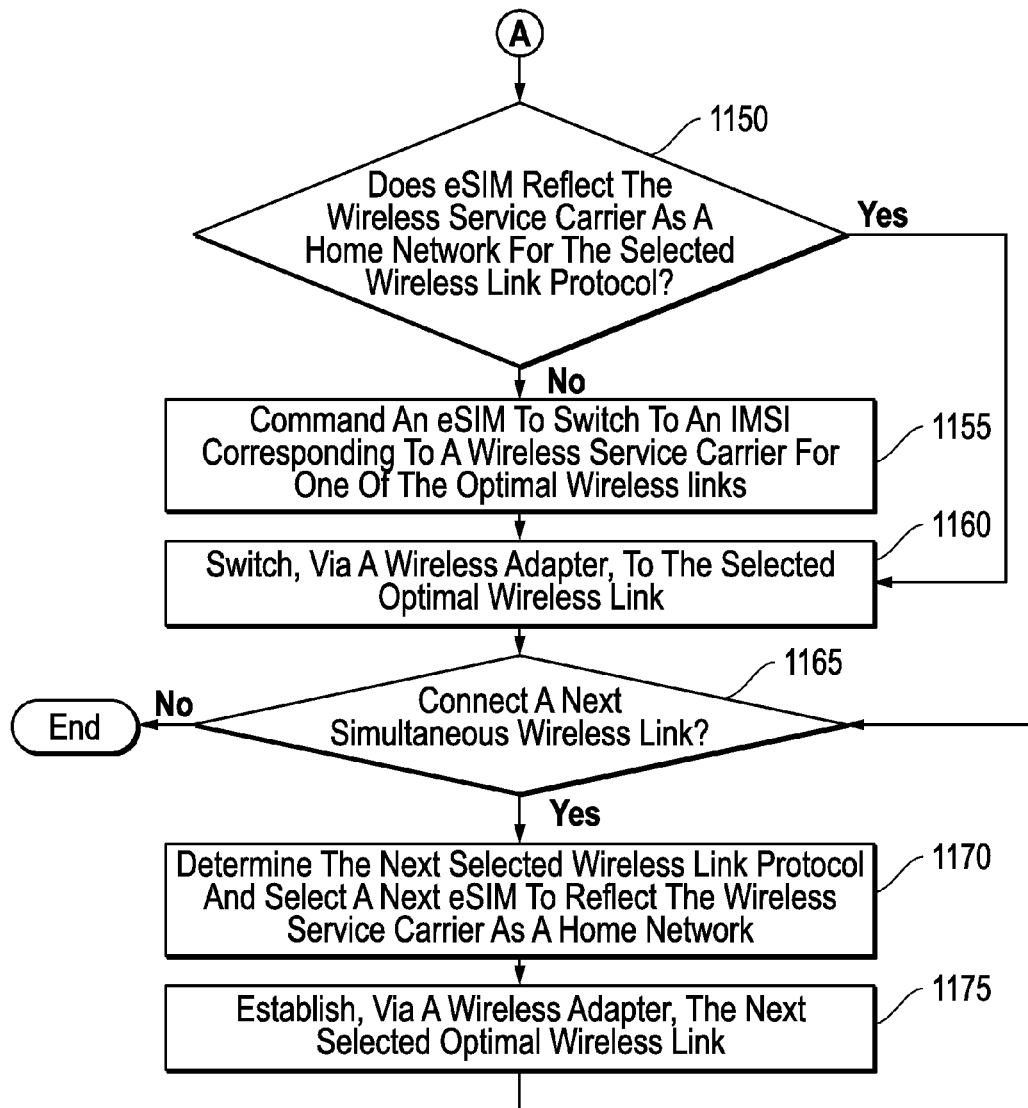 A
1150
Does eSIM Reflect The
Wireless Service Carrier As A
Home Network For The Selected
Wireless Link Protocol?
Yes
No
Command An eSIM To Switch To An IMSI
Corresponding To A Wireless Service Carrier For
One Of The Optimal Wireless links
1155
1160
Switch, Via A Wireless Adapter, To The Selected
Optimal Wireless Link
1165
Connect A Next
Simultaneous Wireless Link?
No
End
Yes
Determine The Next Selected Wireless Link Protocol
And Select A Next eSIM To Reflect The Wireless
Service Carrier As A Home Network
1170
Establish, Via A Wireless Adapter, The Next
Selected Optimal Wireless Link
1175